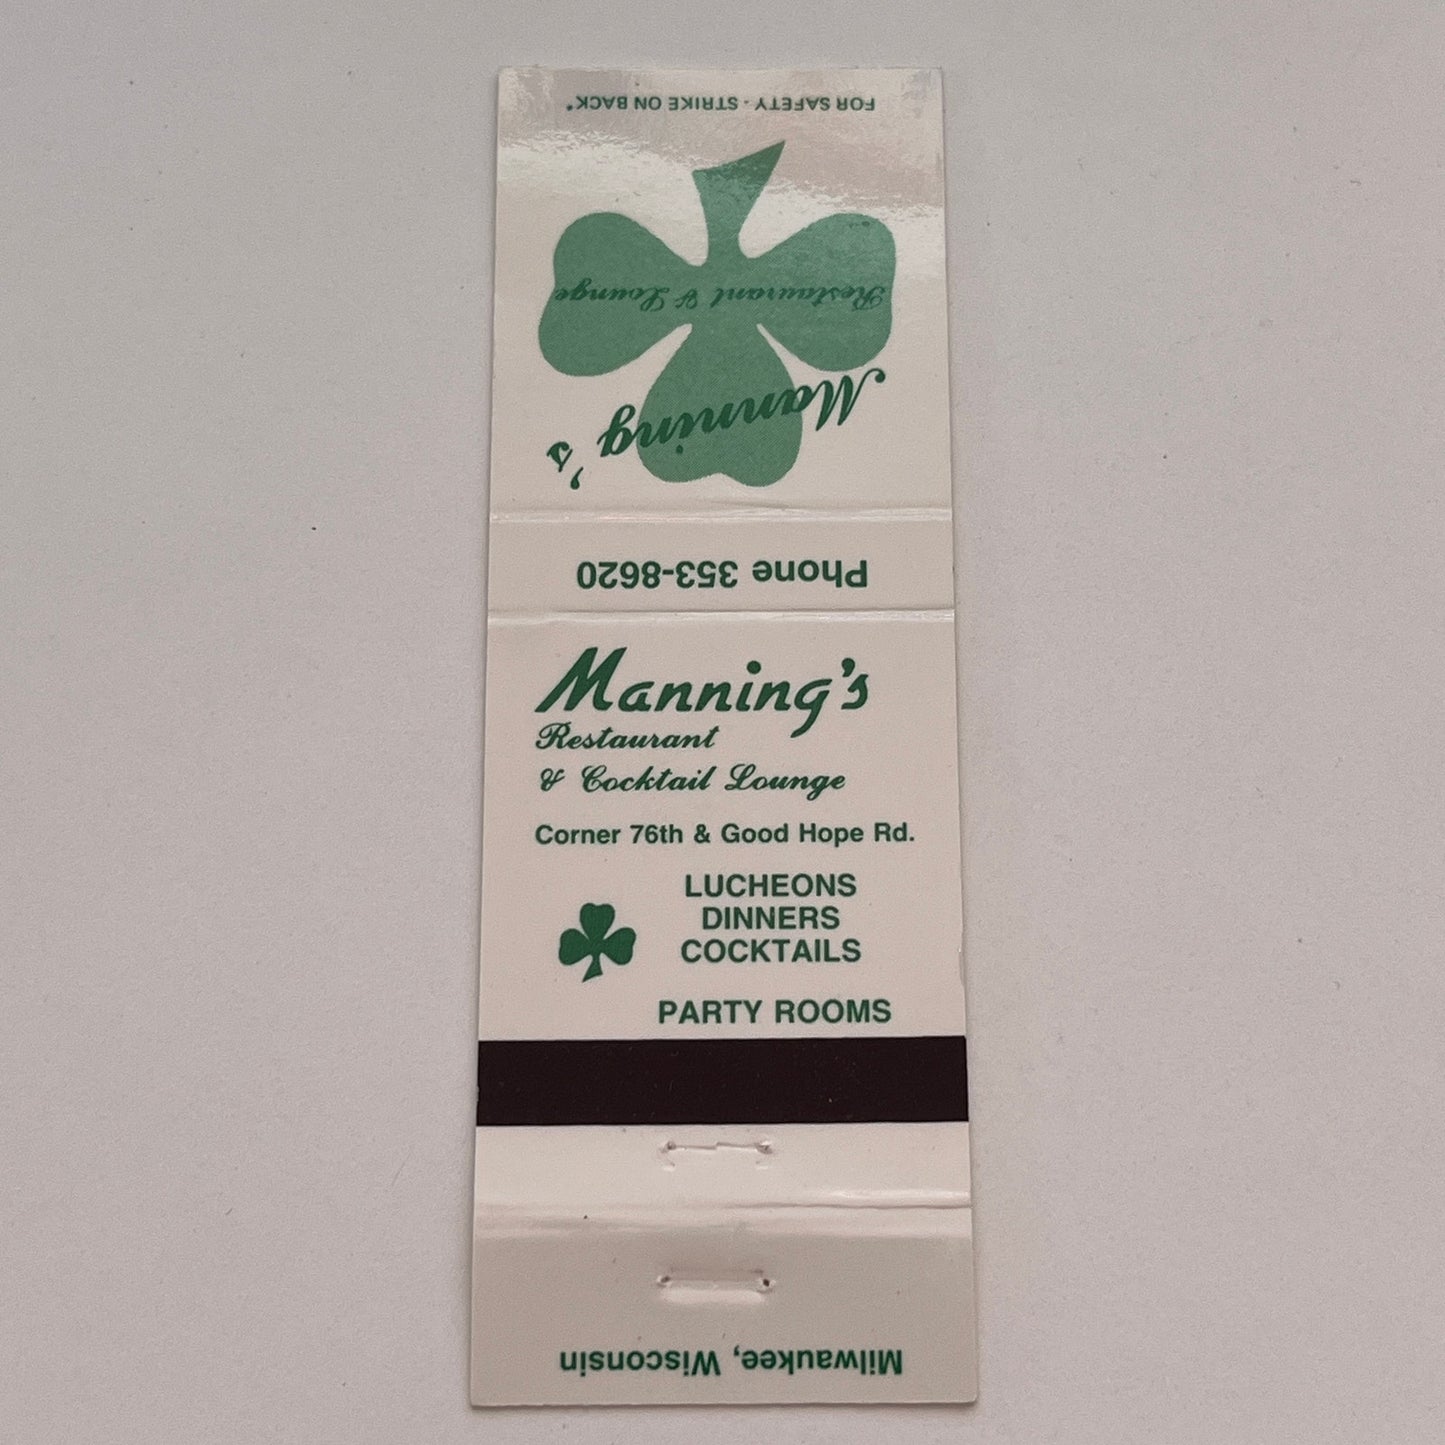 FOR SAFETY - STRIKE ON BACK"
Restaurant & Lounge
Manning's
Phone 353-8620
Manning's
Restaurant
& Cocktail Lounge
Corner 76th & Good Hope Rd.
LUCHEONS
DINNERS
COCKTAILS
PARTY ROOMS
Milwaukee, Wisconsin